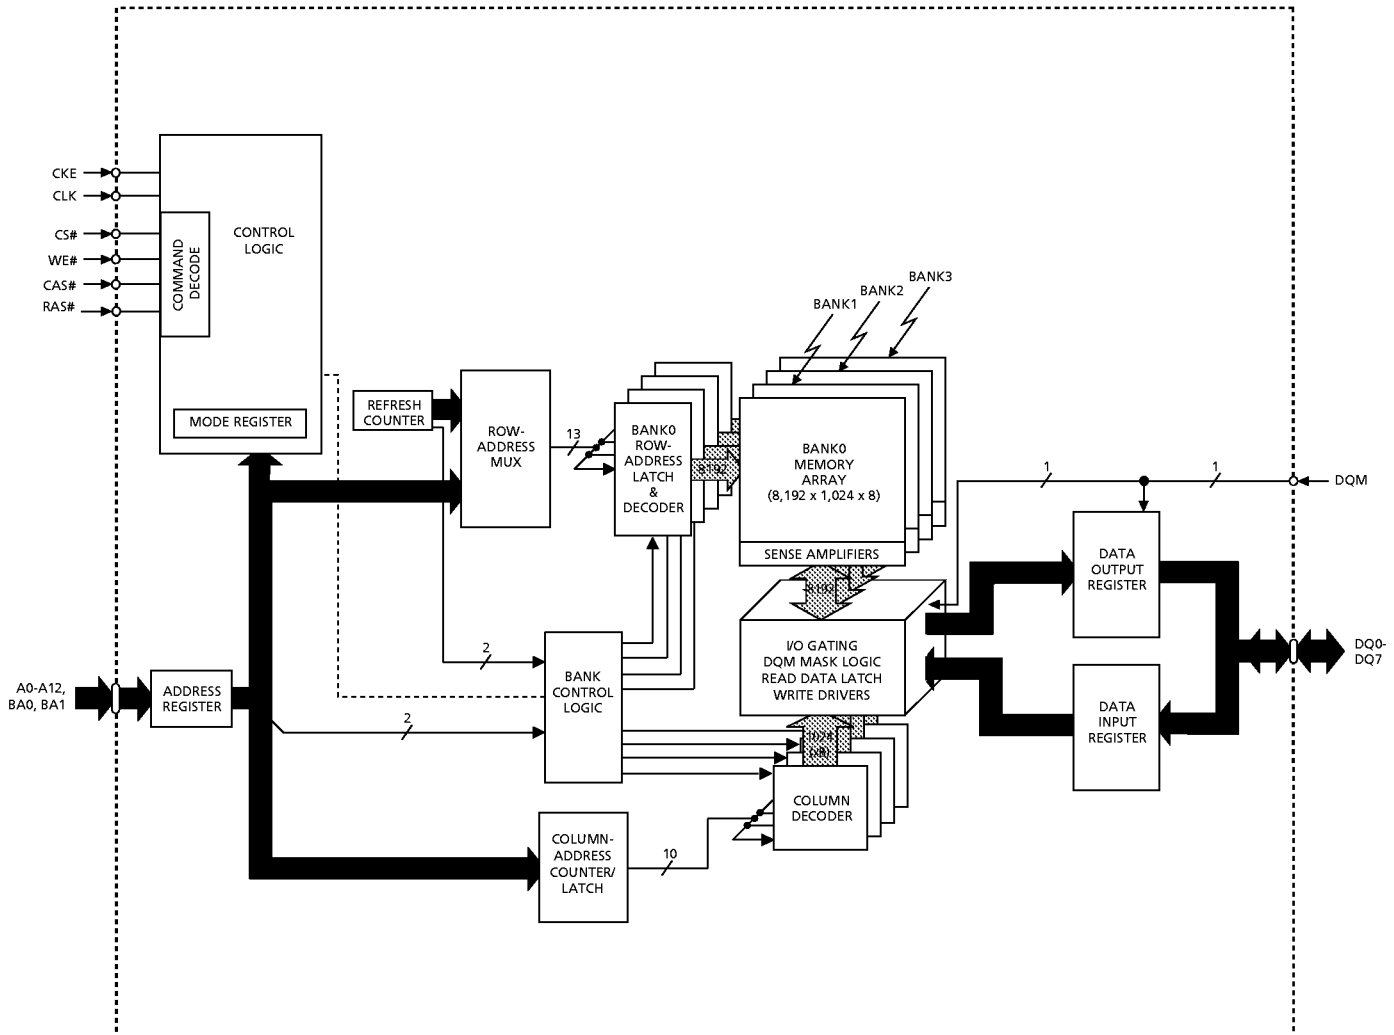 CKE
CLK
CS#
WE#
CAS#
RAS#
COMMAND
DECODE
CONTROL
LOGIC
MODE REGISTER
REFRESH
COUNTER
ROW-
ADDRESS
MUX
13
BANK0
ROW-
ADDRESS
LATCH
&
DECODER
8192
BANK1
BANK2
BANK3
BANK0
MEMORY
ARRAY
(8,192 x 1,024 x 8)
SENSE AMPLIFIERS
8192
I/O GATING
DQM MASK LOGIC
READ DATA LATCH
WRITE DRIVERS
1
1
DQM
DATA
OUTPUT
REGISTER
DATA
INPUT
REGISTER
DQ0-
DQ7
A0-A12,
BA0, BA1
ADDRESS
REGISTER
2
2
BANK
CONTROL
LOGIC
1024
(x8)
COLUMN
DECODER
COLUMN-
ADDRESS
COUNTER/
LATCH
10